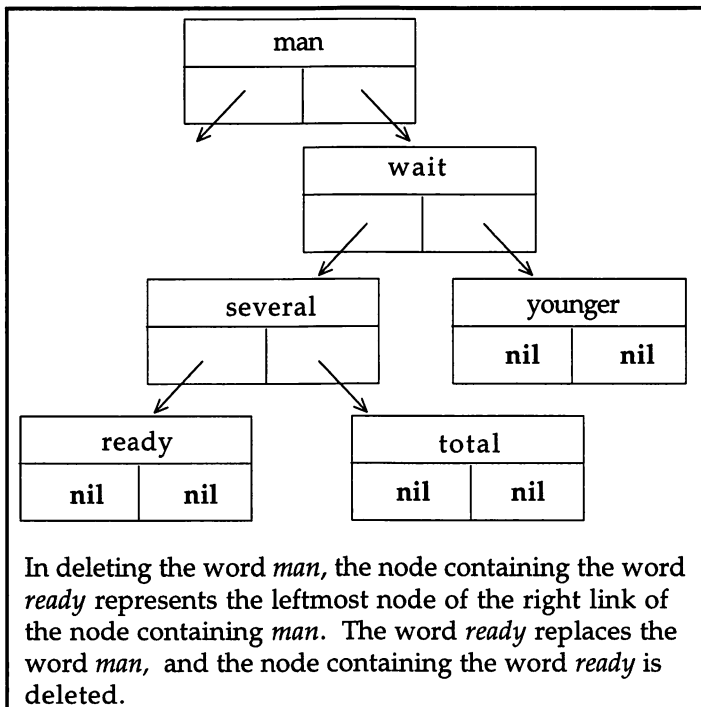 man
wait
several
younger
nil nil
ready
total
nil nil
nil nil
In deleting the word man, the node containing the word
ready represents the leftmost node of the right link of
the node containing man. The word ready replaces the
word man, and the node containing the word ready is
deleted.